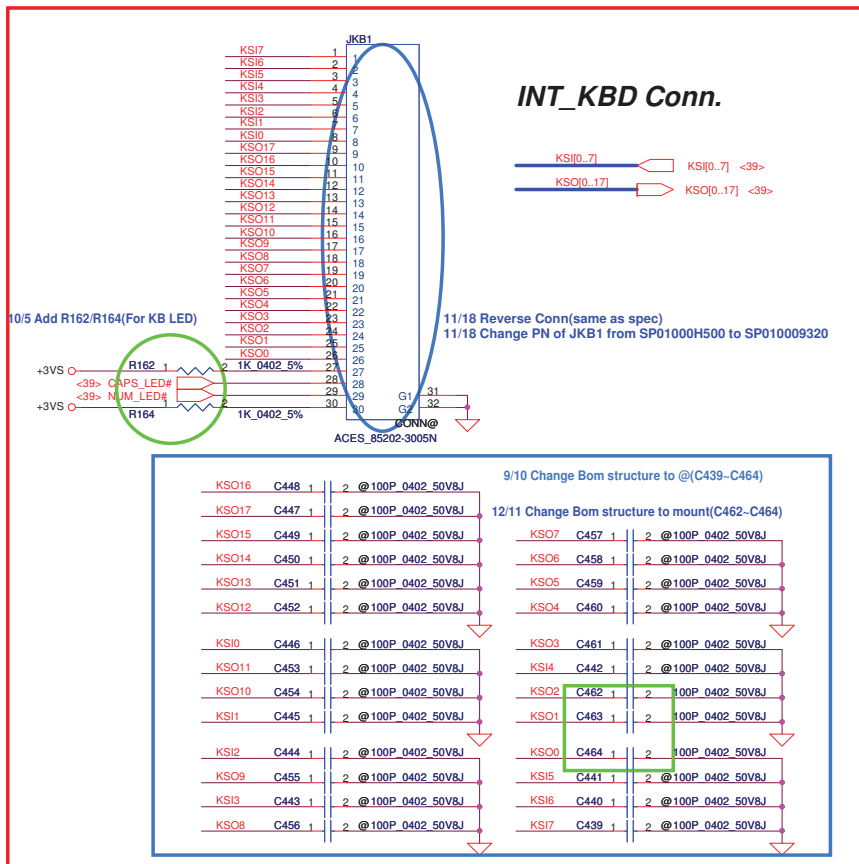 JKB1
KSI7 1 1
KSI6 2 2
KSI5 3 3
KSI4 4 4
KSI3 5 5
KSI2 6 6
KSI1 7 7
KSI0 8 8
KSO17 9 9
KSO16 10 10
KSO15 11 11
KSO14 12 12
KSO13 13 13
KSO12 14 14
KSO11 15 15
KSO10 16 16
KSO9 17 17
KSO8 18 18
KSO7 19 19
KSO6 20 20
KSO5 21 21
KSO4 22 22
KSO3 23 23
KSO2 24 24
KSO1 25 25
KSO0 26 26
INT_KBD Conn.
KSI[0..7] KSI[0..7] <39>
KSO[0..17] KSO[0..17] <39>
10/5 Add R162/R164(For KB LED)
11/18 Reverse Conn(same as spec)
11/18 Change PN of JKB1 from SP01000H500 to SP010009320
+3VS R162 1 2 1K_0402_5% 27 27
<39> CAPS_LED# 28 28
<39> NUM_LED# 29 29 G1 31
+3VS R164 1 2 1K_0402_5% 30 30 G2 32
CONN@
ACES_85202-3005N
9/10 Change Bom structure to @(C439~C464)
12/11 Change Bom structure to mount(C462~C464)
KSO16 C448 1 2 @100P_0402_50V8J
KSO17 C447 1 2 @100P_0402_50V8J
KSO15 C449 1 2 @100P_0402_50V8J
KSO14 C450 1 2 @100P_0402_50V8J
KSO13 C451 1 2 @100P_0402_50V8J
KSO12 C452 1 2 @100P_0402_50V8J
KSI0 C446 1 2 @100P_0402_50V8J
KSO11 C453 1 2 @100P_0402_50V8J
KSO10 C454 1 2 @100P_0402_50V8J
KSI1 C445 1 2 @100P_0402_50V8J
KSI2 C444 1 2 @100P_0402_50V8J
KSO9 C455 1 2 @100P_0402_50V8J
KSI3 C443 1 2 @100P_0402_50V8J
KSO8 C456 1 2 @100P_0402_50V8J
KSO7 C457 1 2 @100P_0402_50V8J
KSO6 C458 1 2 @100P_0402_50V8J
KSO5 C459 1 2 @100P_0402_50V8J
KSO4 C460 1 2 @100P_0402_50V8J
KSO3 C461 1 2 @100P_0402_50V8J
KSI4 C442 1 2 @100P_0402_50V8J
KSO2 C462 1 2 100P_0402_50V8J
KSO1 C463 1 2 100P_0402_50V8J
KSO0 C464 1 2 100P_0402_50V8J
KSI5 C441 1 2 @100P_0402_50V8J
KSI6 C440 1 2 @100P_0402_50V8J
KSI7 C439 1 2 @100P_0402_50V8J